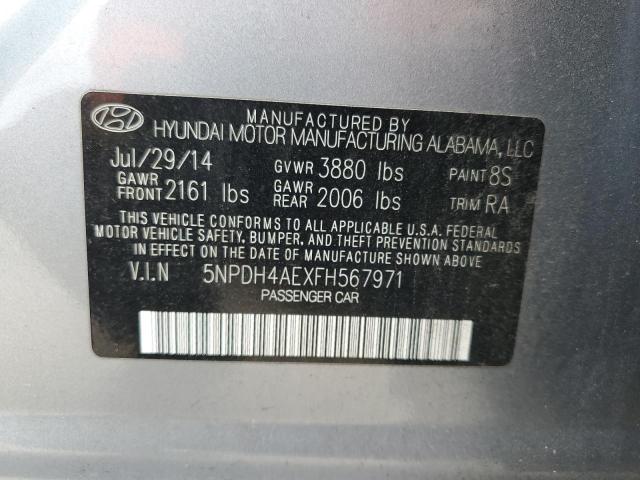 MANUFACTURED BY
HYUNDAI MOTOR MANUFACTURING ALABAMA, LLC
Jul/29/14 GVWR 3880 lbs PAINT 8S
GAWR FRONT 2161 lbs GAWR REAR 2006 lbs TRIM RA
THIS VEHICLE CONFORMS TO ALL APPLICABLE U.S.A. FEDERAL
MOTOR VEHICLE SAFETY, BUMPER, AND THEFT PREVENTION STANDARDS
IN EFFECT ON THE DATE OF MANUFACTURE SHOWN ABOVE.
V.I.N 5NPDH4AEXFH567971
PASSENGER CAR